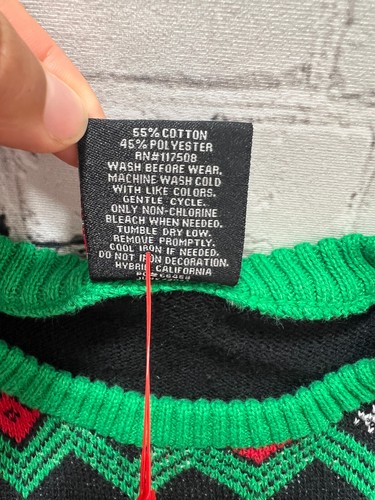 55% COTTON
45% POLYESTER
RN#117508
WASH BEFORE WEAR.
MACHINE WASH COLD
WITH LIKE COLORS.
GENTLE CYCLE.
ONLY NON-CHLORINE
BLEACH WHEN NEEDED.
TUMBLE DRY LOW.
REMOVE PROMPTLY.
COOL IRON IF NEEDED.
DO NOT IRON DECORATION.
HYBRID CALIFORNIA